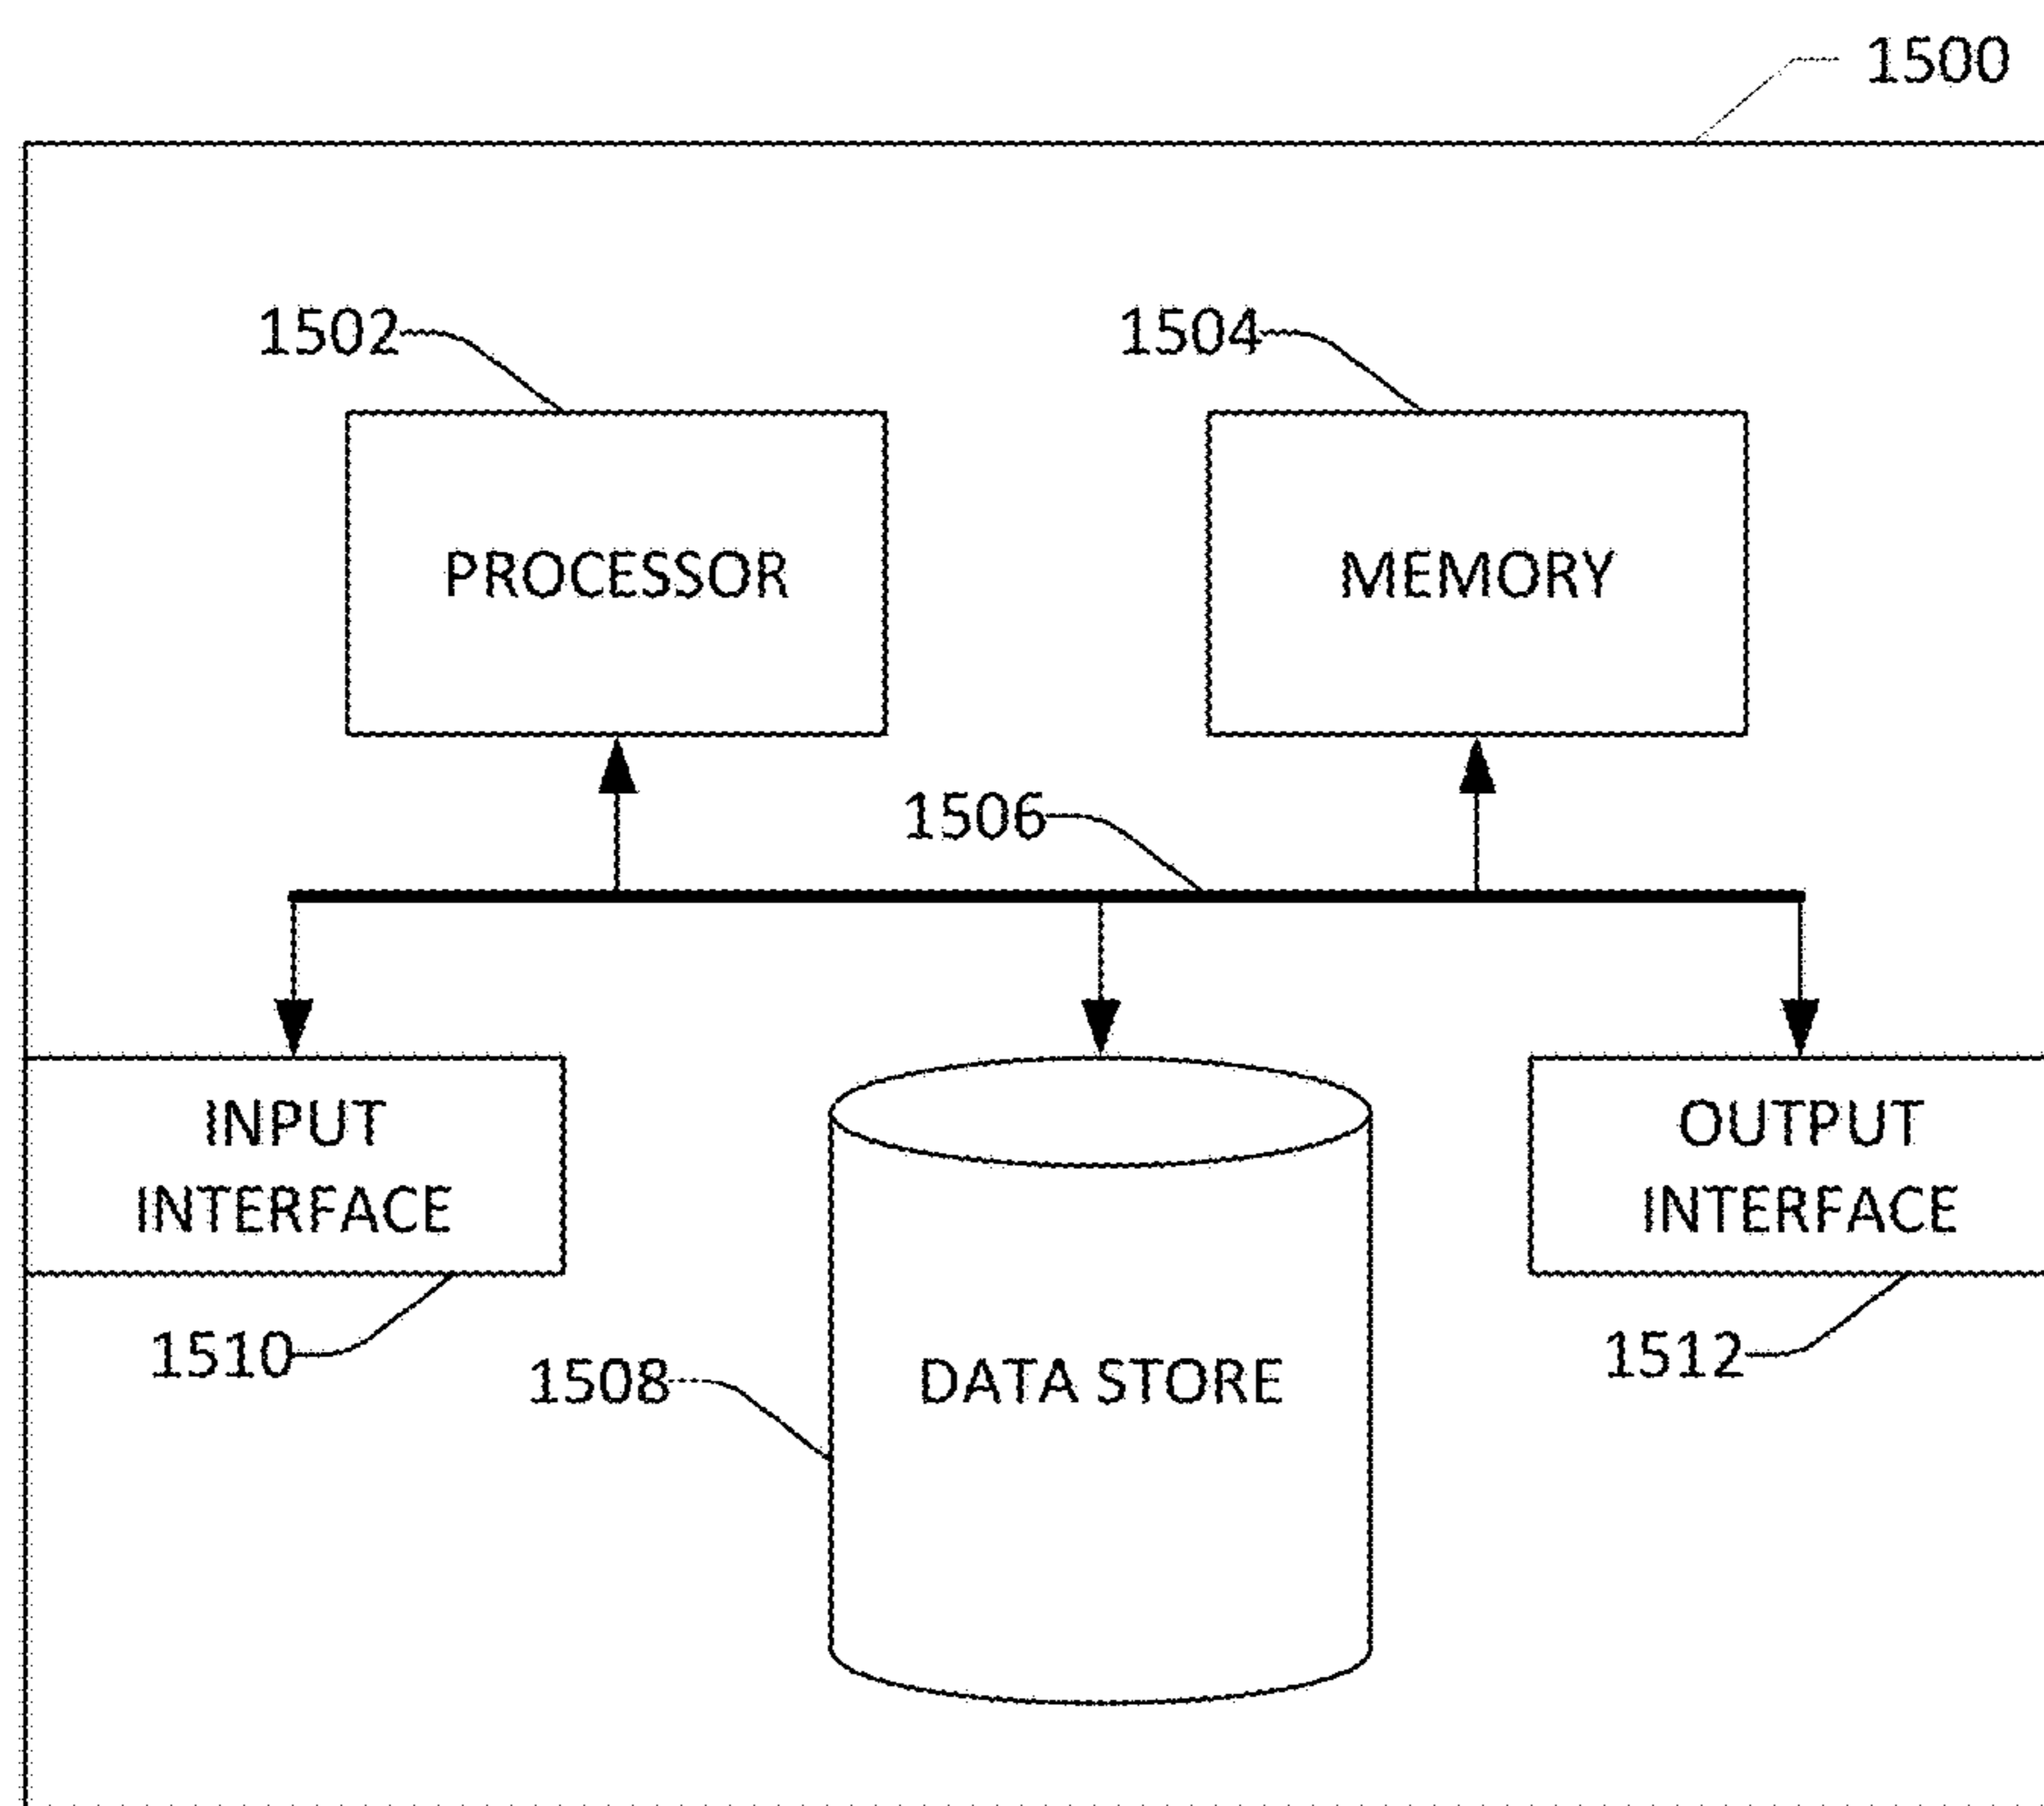 1500
1502
1504
PROCESSOR
MEMORY
1506
INPUT
INTERFACE
OUTPUT
INTERFACE
1510
1508
DATA STORE
1512